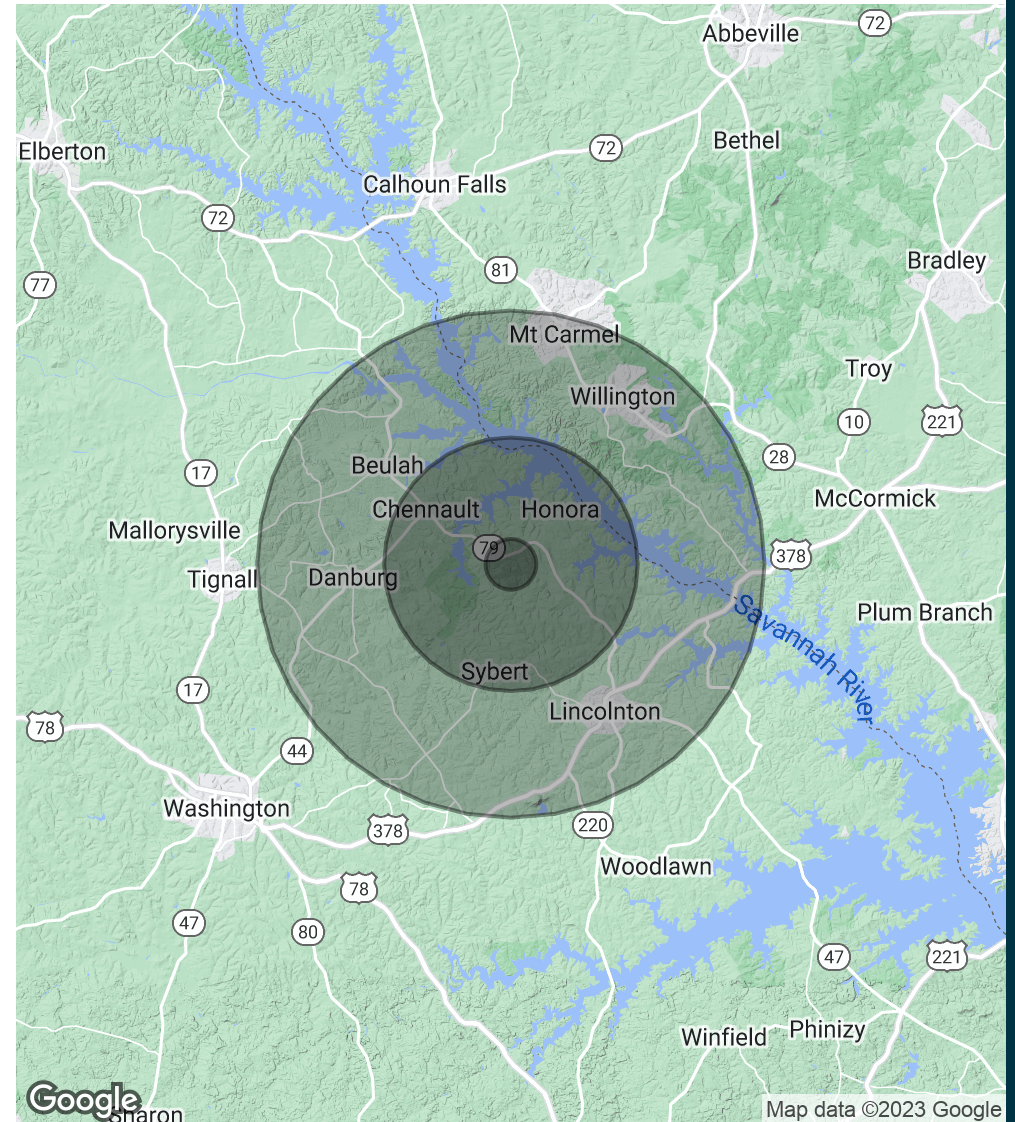 Abbeville
72
Bethel
72
Elberton
Calhoun Falls
72
Bradley
81
77
Mt Carmel
Troy
Willington
10
221
28
Beulah
17
McCormick
Chennault
Honora
Mallorysville
79
378
Tignall
Danburg
Savannah River
Plum Branch
Sybert
17
Lincolnton
78
44
Washington
378
220
Woodlawn
78
47
80
47
221
Winfield
Phinizy
Google
Sharon
Map data ©2023 Google